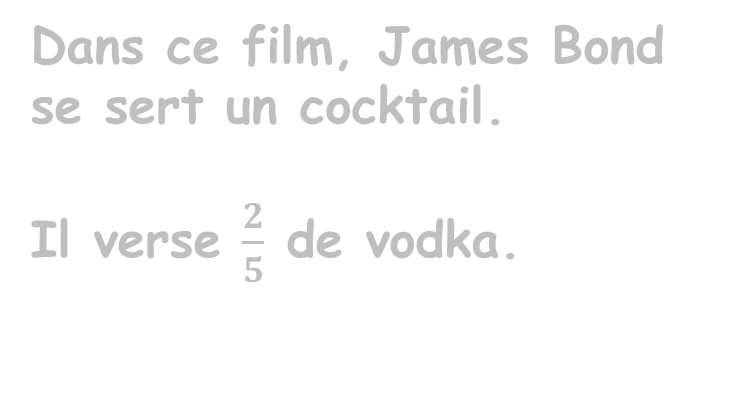 Dans ce film, James Bond
se sert un cocktail.
Il verse 2/5 de vodka.